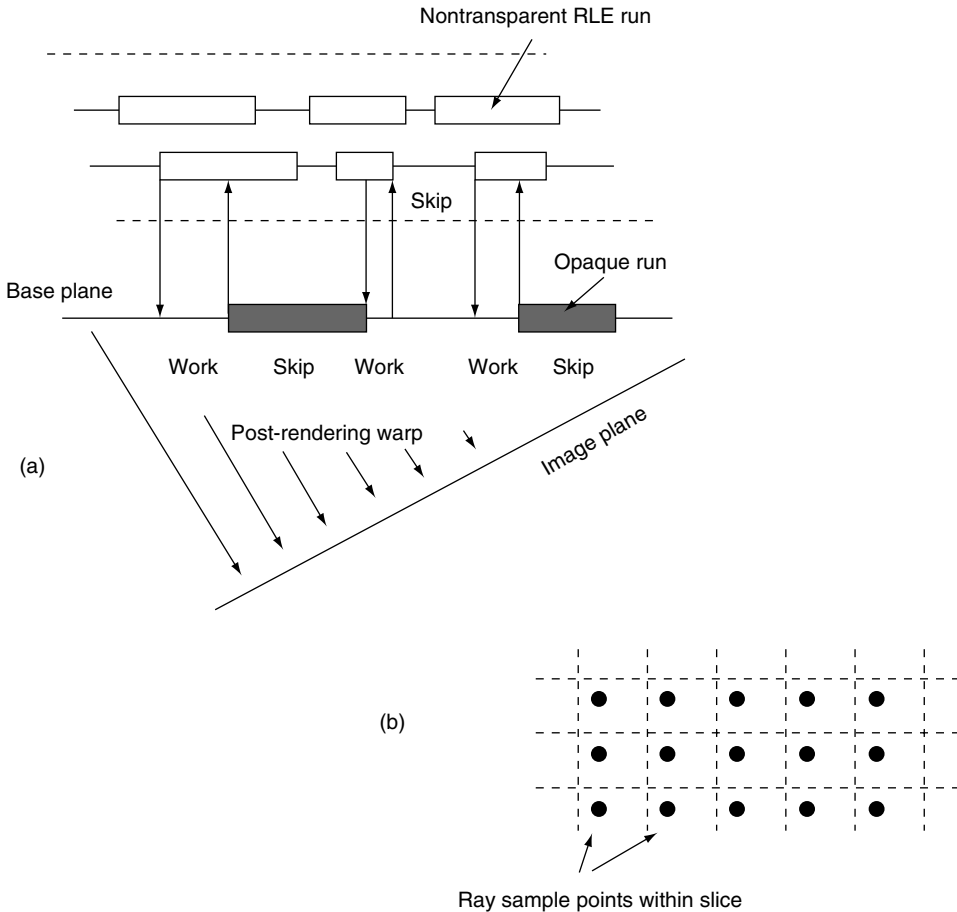 Nontransparent RLE run
Skip
Opaque run
Base plane
Work
Skip
Work
Work
Skip
Post-rendering warp
Image plane
(a)
(b)
Ray sample points within slice